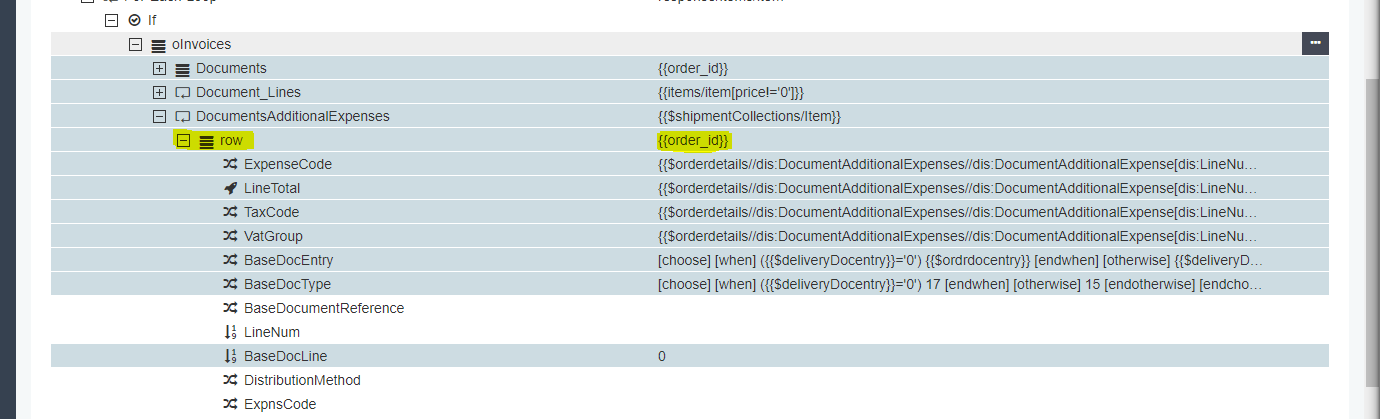 If
oInvoices
Documents {{order_id}}
Document_Lines {{items/item[price!='0']}}
DocumentsAdditionalExpenses {{$shipmentCollections/Item}}
row {{order_id}}
ExpenseCode {{$orderdetails//dis:DocumentAdditionalExpenses//dis:DocumentAdditionalExpense[dis:LineNu...
LineTotal {{$orderdetails//dis:DocumentAdditionalExpenses//dis:DocumentAdditionalExpense[dis:LineNu...
TaxCode {{$orderdetails//dis:DocumentAdditionalExpenses//dis:DocumentAdditionalExpense[dis:LineNu...
VatGroup {{$orderdetails//dis:DocumentAdditionalExpenses//dis:DocumentAdditionalExpense[dis:LineNu...
BaseDocEntry [choose] [when] ({{$deliveryDocentry}}='0') {{$ordrdocentry}} [endwhen] [otherwise] {{$deliveryD...
BaseDocType [choose] [when] ({{$deliveryDocentry}}='0') 17 [endwhen] [otherwise] 15 [endotherwise] [endcho...
BaseDocumentReference
LineNum
BaseDocLine 0
DistributionMethod
ExpnsCode